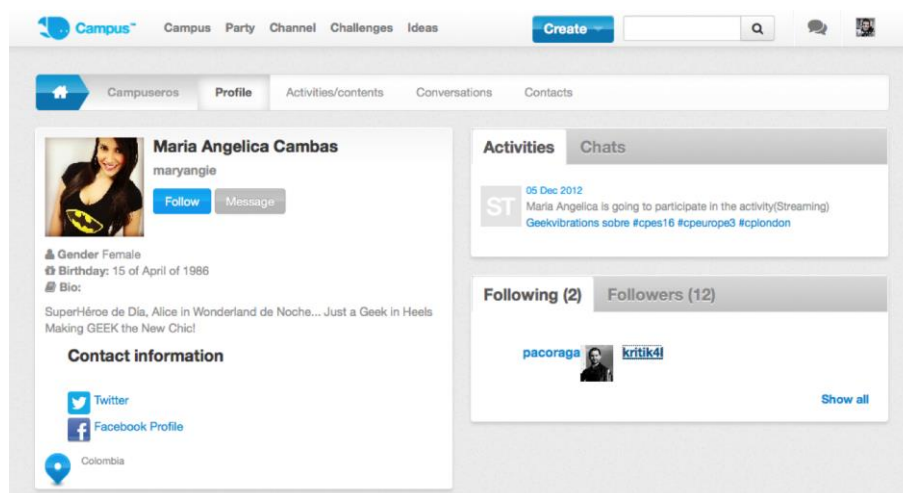 Campus™ Campus Party Channel Challenges Ideas Create
Campuseros Profile Activities/contents Conversations Contacts
Maria Angelica Cambas
maryangie
Follow Message
Gender Female
Birthday: 15 of April of 1986
Bio:
SuperHéroe de Día, Alice in Wonderland de Noche... Just a Geek in Heels
Making GEEK the New Chic!
Contact information
Twitter
Facebook Profile
Colombia
Activities Chats
ST
05 Dec 2012
Maria Angelica is going to participate in the activity(Streaming)
Geekvibrations sobre #cpes16 #cpeurope3 #cplondon
Following (2) Followers (12)
pacoraga kritik4l
Show all